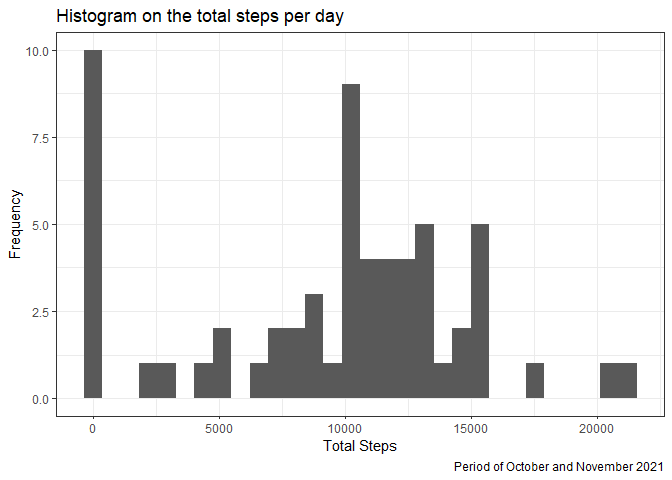 Histogram on the total steps per day
10.0
7.5
5.0
2.5
0.0
Frequency
0 5000 10000 15000 20000
Total Steps
Period of October and November 2021